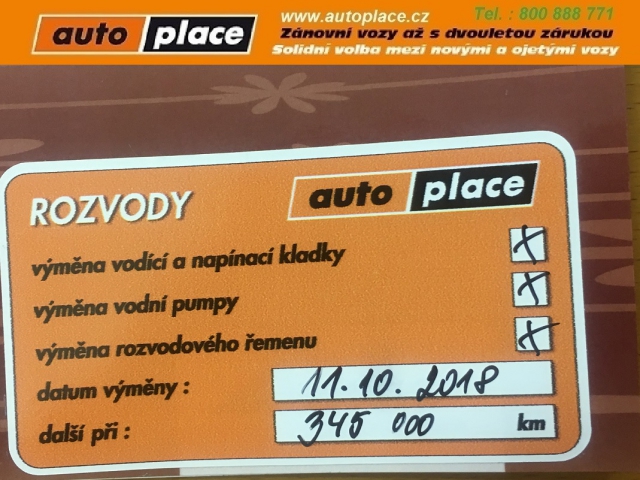 auto place
www.autoplace.cz
Tel. : 800 888 771
Zánovní vozy až s dvouletou zárukou
Solidní volba mezi novými a ojetými vozy
ROZVODY
auto place
výměna vodící a napínací kladky X
výměna vodní pumpy X
výměna rozvodového řemenu X
datum výměny : 11.10.2018
další při : 345 000 km